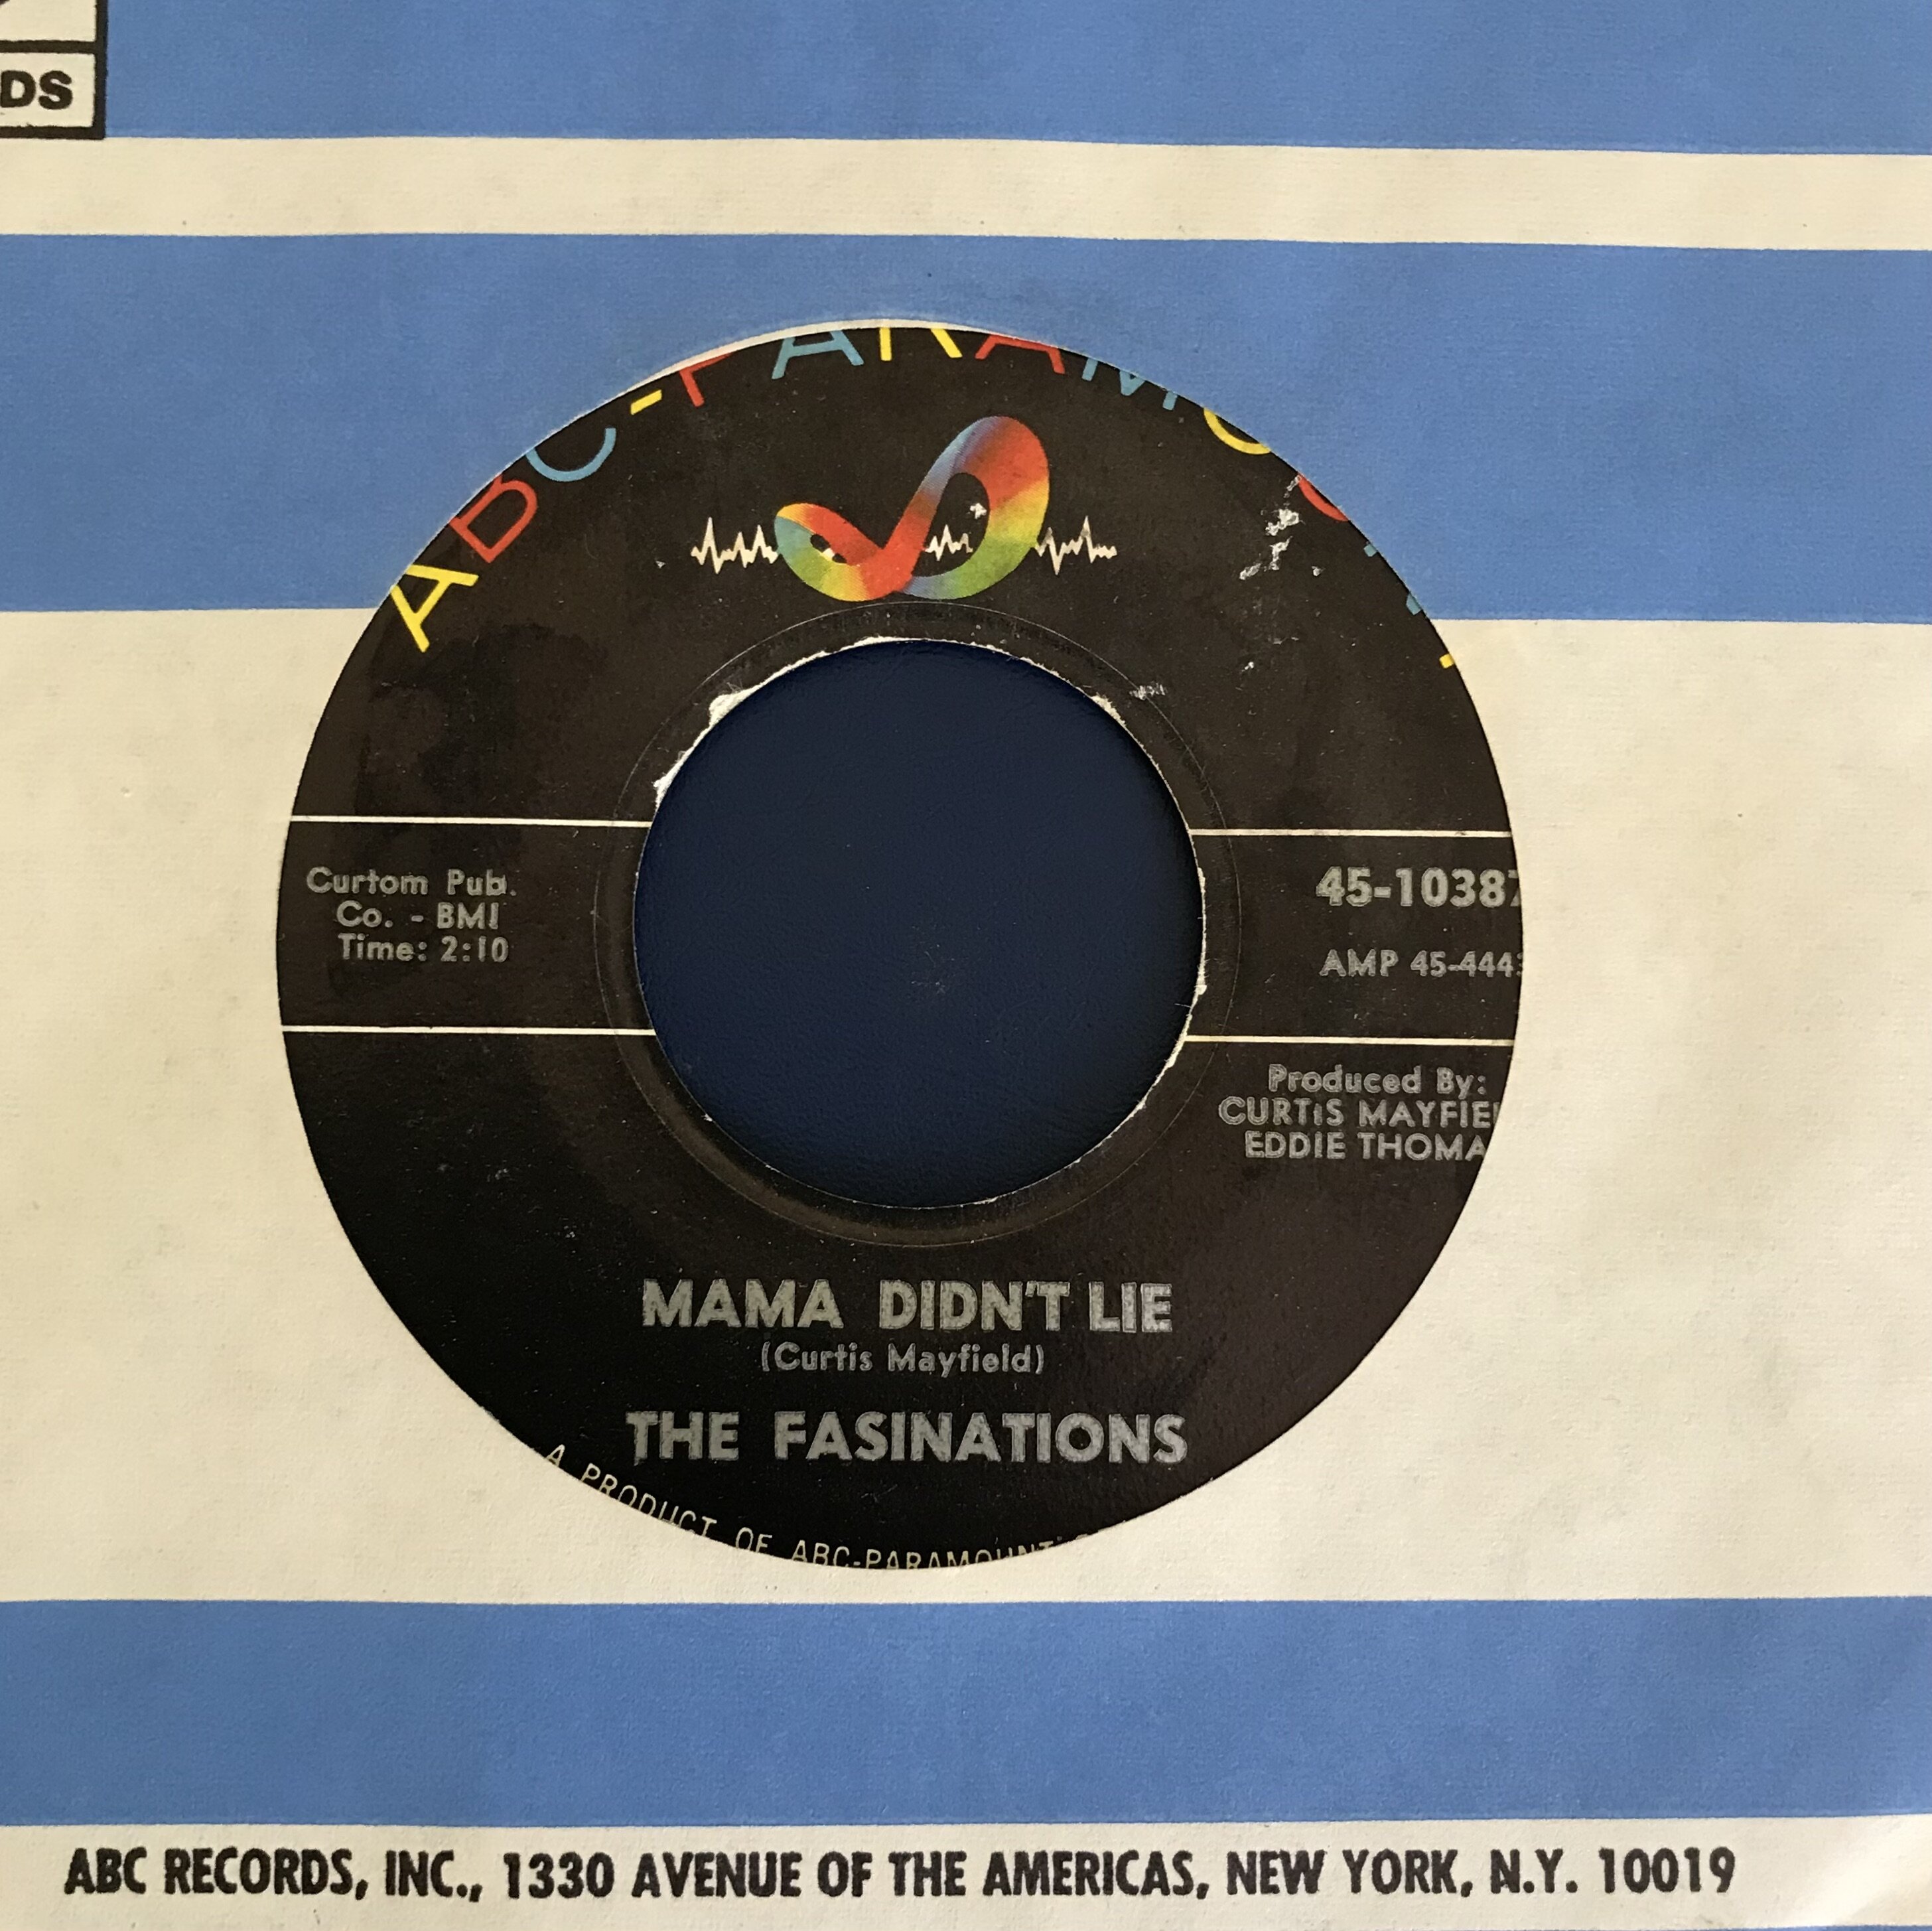 DS
ABC-PARAMOUNT
Curtom Pub.
Co. - BMI
Time: 2:10
45-10387
AMP 45-444
Produced By:
CURTIS MAYFIE
EDDIE THOMA
MAMA DIDN'T LIE
(Curtis Mayfield)
THE FASINATIONS
A PRODUCT OF ABC-PARAMOUNT
ABC RECORDS, INC., 1330 AVENUE OF THE AMERICAS, NEW YORK, N.Y. 10019